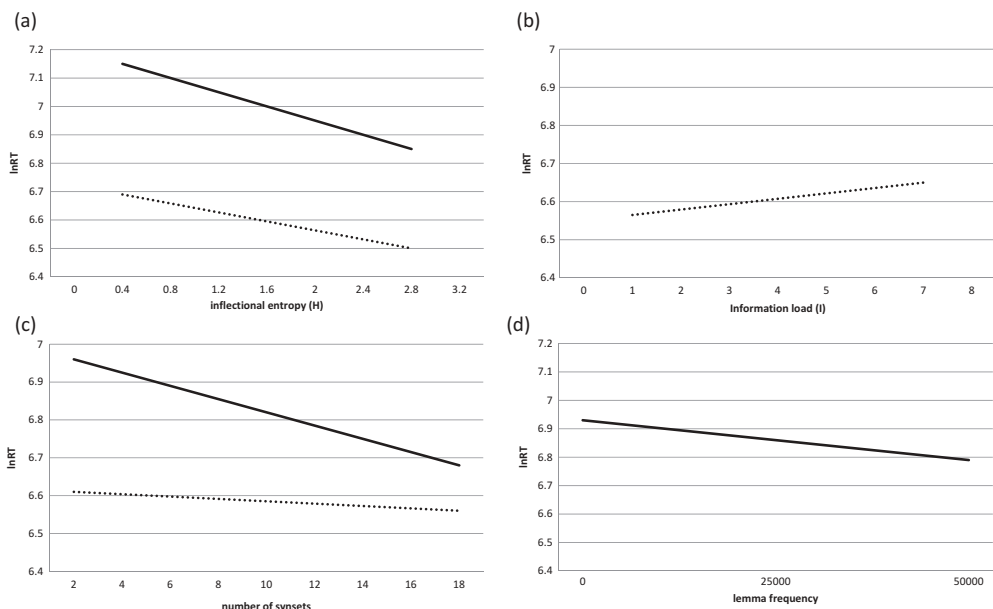 (a)
7.2
7.1
7
6.9
6.8
6.7
6.6
6.5
6.4
lnRT
0 0.4 0.8 1.2 1.6 2 2.4 2.8 3.2
inflectional entropy (H)
(b)
7
6.9
6.8
6.7
6.6
6.5
6.4
lnRT
0 1 2 3 4 5 6 7 8
Information load (I)
(c)
7
6.9
6.8
6.7
6.6
6.5
6.4
lnRT
2 4 6 8 10 12 14 16 18
number of synsets
(d)
7.2
7.1
7
6.9
6.8
6.7
6.6
6.5
6.4
lnRT
0 25000 50000
lemma frequency